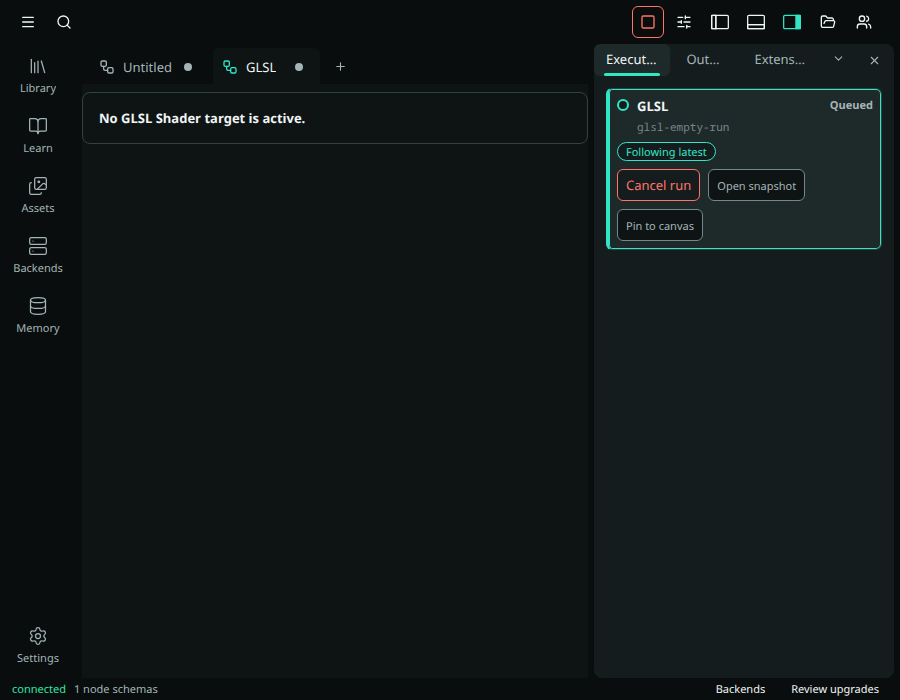 Library
Learn
Assets
Backends
Memory
Settings
Untitled
GLSL
No GLSL Shader target is active.
Execut...
Out...
Extens...
GLSL
Queued
glsl-empty-run
Following latest
Cancel run
Open snapshot
Pin to canvas
connected
1 node schemas
Backends
Review upgrades